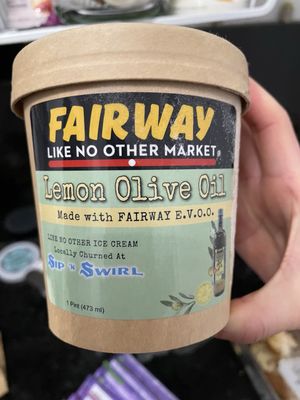 FAIRWAY
LIKE NO OTHER MARKET®
Lemon Olive Oil
Made with FAIRWAY E.V.O.O.
LIKE NO OTHER ICE CREAM
Locally Churned At
SIP N SWIRL
1 Pint (473 ml)